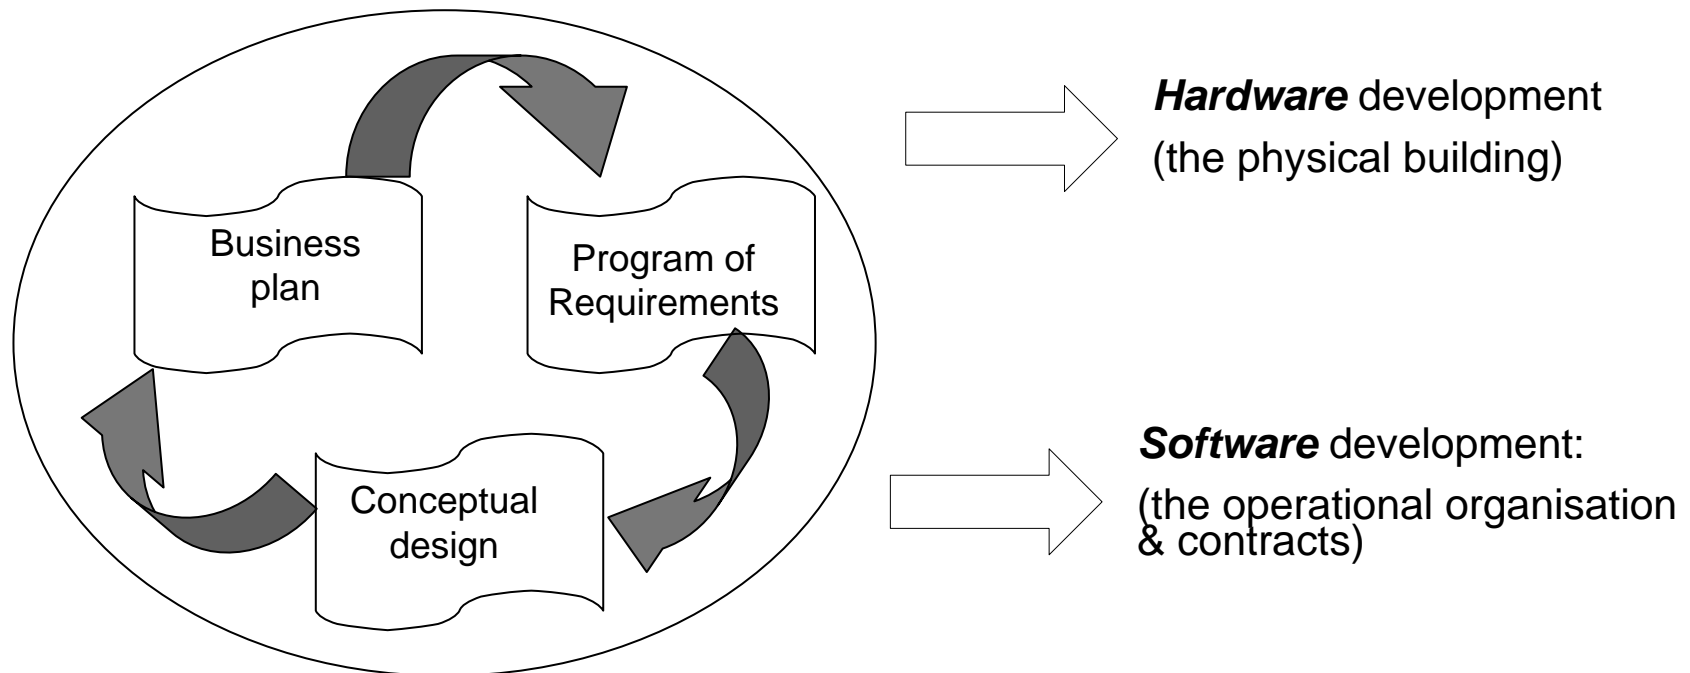 Business
plan
Program of
Requirements
Conceptual
design
Hardware development
(the physical building)
Software development:
(the operational organisation
& contracts)